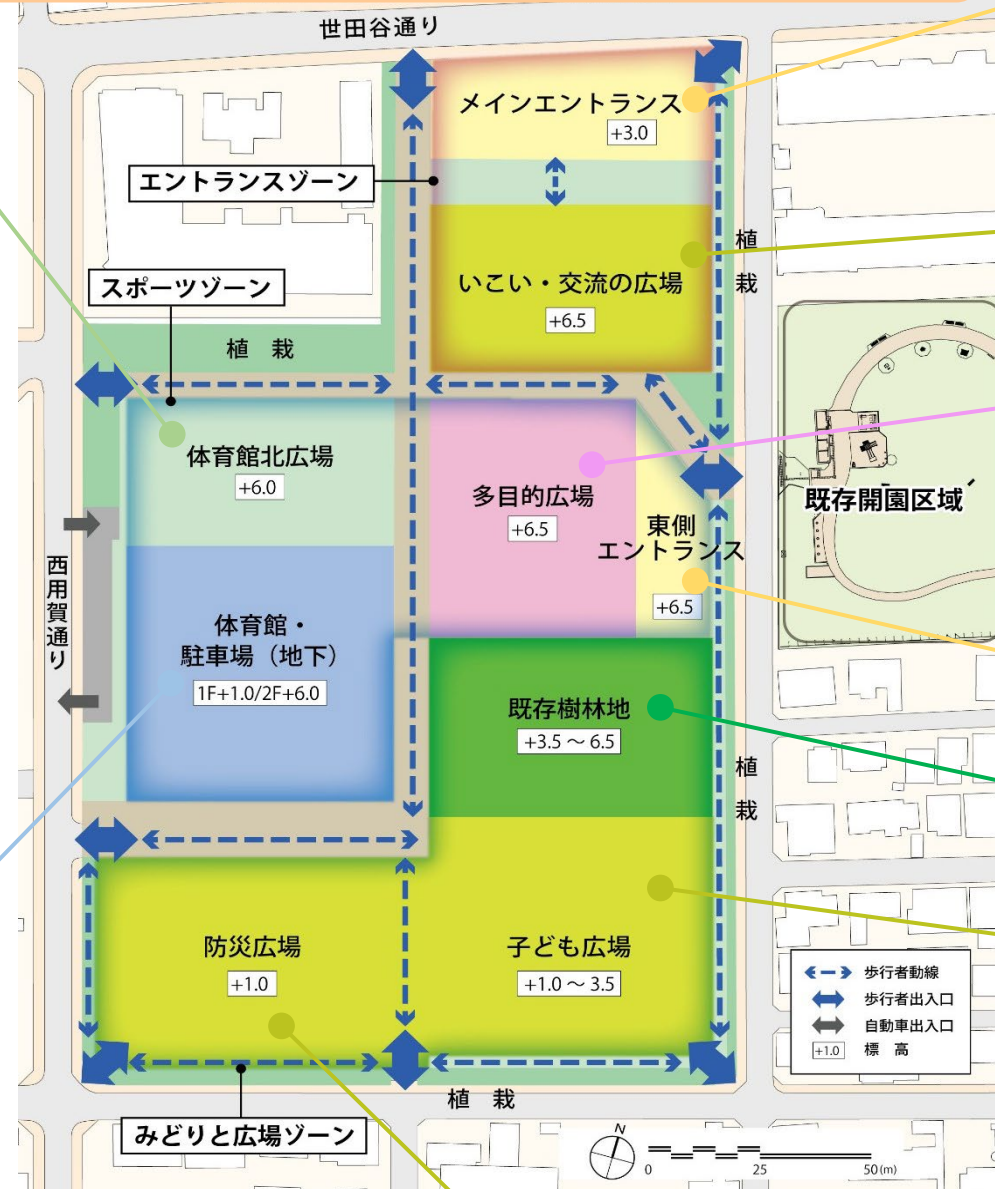 世田谷通り
メインエントランス
+3.0
エントランスゾーン
植栽
いこい・交流の広場
+6.5
スポーツゾーン
植 栽
体育館北広場
+6.0
多目的広場
+6.5
東側
エントランス
+6.5
既存開園区域
西用賀通り
体育館・
駐車場（地下）
1F+1.0/2F+6.0
既存樹林地
+3.5 ～ 6.5
植栽
防災広場
+1.0
子ども広場
+1.0 ～ 3.5
歩行者動線
歩行者出入口
自動車出入口
+1.0 標 高
植 栽
みどりと広場ゾーン
N
0 25 50(m)